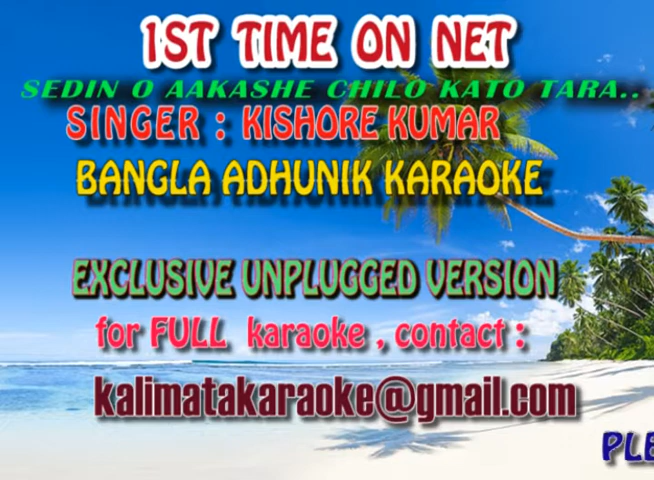 1ST TIME ON NET
SEDIN O AAKASHE CHILO KATO TARA..
SINGER : KISHORE KUMAR
BANGLA ADHUNIK KARAOKE
EXCLUSIVE UNPLUGGED VERSION
for FULL karaoke , contact :
kalimatakaraoke@gmail.com